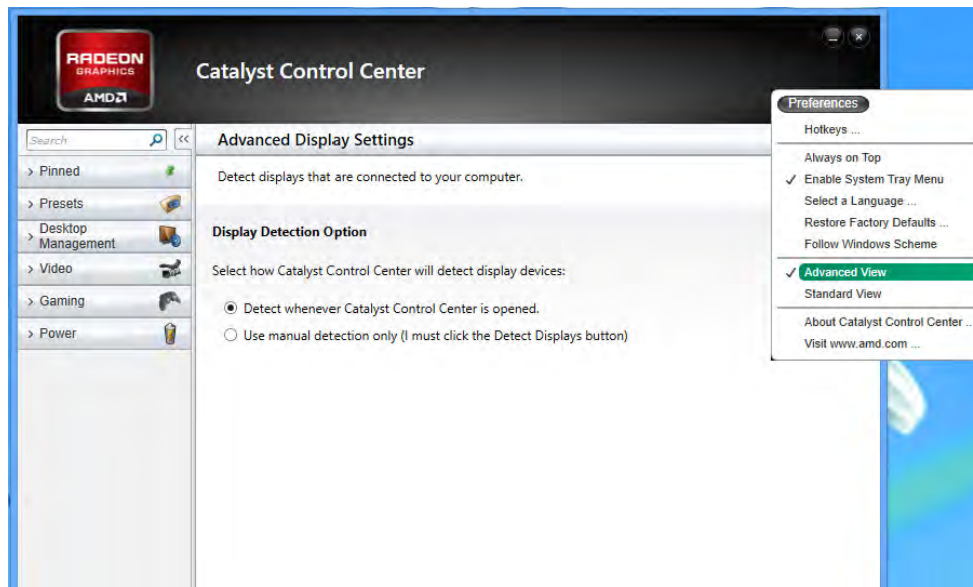 RADEON
GRAPHICS
AMD
Catalyst Control Center
Preferences
Hotkeys ...
Always on Top
Enable System Tray Menu
Select a Language ...
Restore Factory Defaults ...
Follow Windows Scheme
Advanced View
Standard View
About Catalyst Control Center ...
Visit www.amd.com ...
Search
<<
Pinned
Presets
Desktop
Management
Video
Gaming
Power
Advanced Display Settings
Detect displays that are connected to your computer.
Display Detection Option
Select how Catalyst Control Center will detect display devices:
Detect whenever Catalyst Control Center is opened.
Use manual detection only (I must click the Detect Displays button)